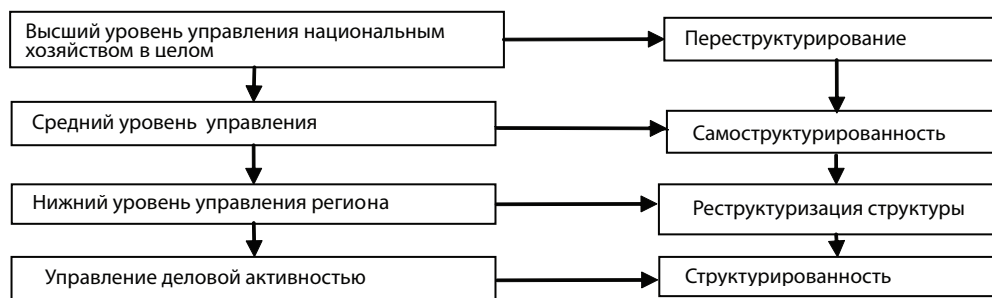 Высший уровень управления национальным
хозяйством в целом
Переструктурирование
Средний уровень управления
Самоструктурированность
Нижний уровень управления региона
Реструктуризация структуры
Управление деловой активностью
Структурированность